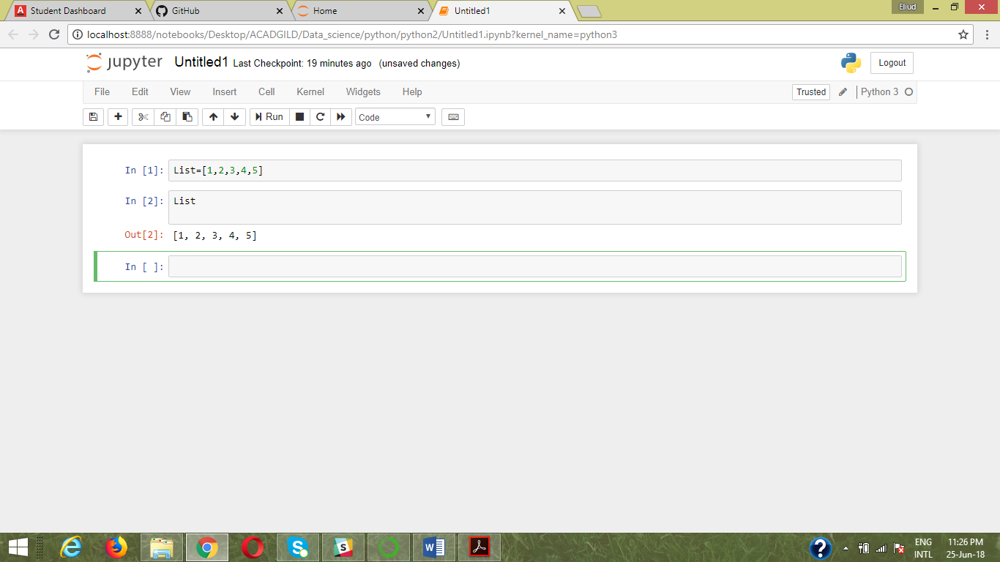 Student Dashboard GitHub Home Untitled1 Eliud
localhost:8888/notebooks/Desktop/ACADGILD/Data_science/python/python2/Untitled1.ipynb?kernel_name=python3
jupyter Untitled1 Last Checkpoint: 19 minutes ago (unsaved changes) Logout
File Edit View Insert Cell Kernel Widgets Help Trusted Python 3
Run Code
In [1]: List=[1,2,3,4,5]
In [2]: List
Out[2]: [1, 2, 3, 4, 5]
In [ ]:
ENG 11:26 PM
INTL 25-Jun-18